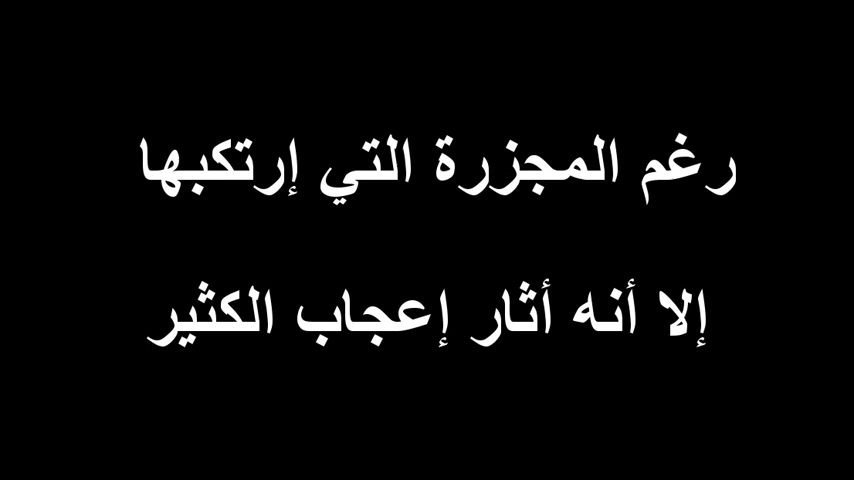 رغم المجزرة التي إرتكبها
إلا أنه أثار إعجاب الكثير